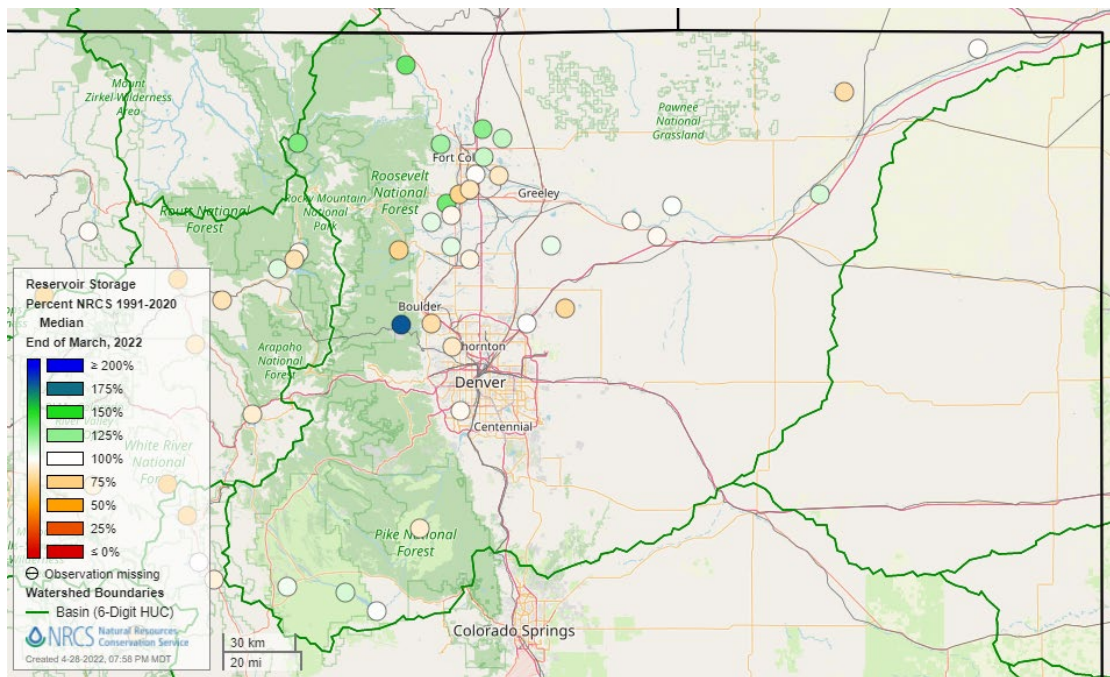 Mount
Zirkel Wilderness
Area
Pawnee
National
Grassland
Fort Col
Roosevelt
National
Forest
Greeley
Rocky Mountain
National
Park
Routt National
Forest
Boulder
Arapaho
National
Forest
Thornton
Denver
Centennial
White River
National
Forest
Pike National
Forest
Colorado Springs
Reservoir Storage
Percent NRCS 1991-2020
Median
End of March, 2022
≥ 200%
175%
150%
125%
100%
75%
50%
25%
≤ 0%
Observation missing
Watershed Boundaries
Basin (6-Digit HUC)
NRCS Natural Resources
Conservation Service
Created 4-28-2022, 07:58 PM MDT
30 km
20 mi